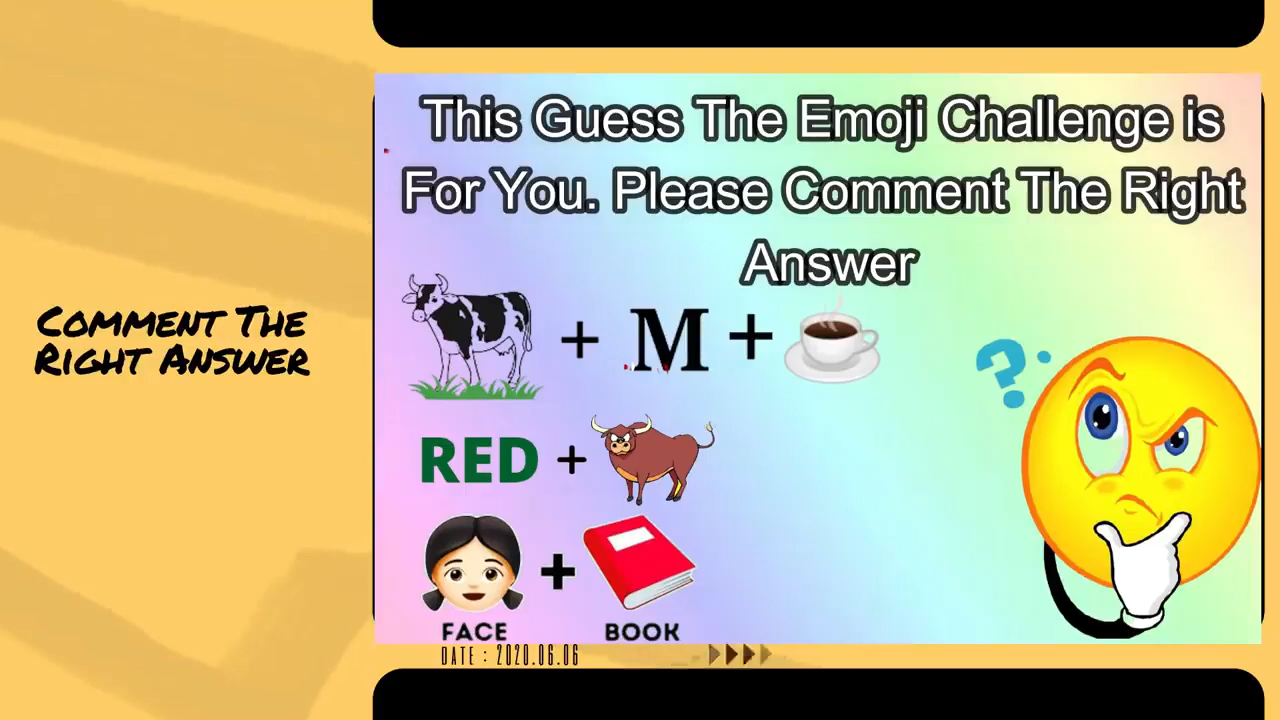 This Guess The Emoji Challenge is
For You. Please Comment The Right
Answer
COMMENT THE
RIGHT ANSWER
+ M +
RED +
+
FACE BOOK
DATE : 2020.06.06
?